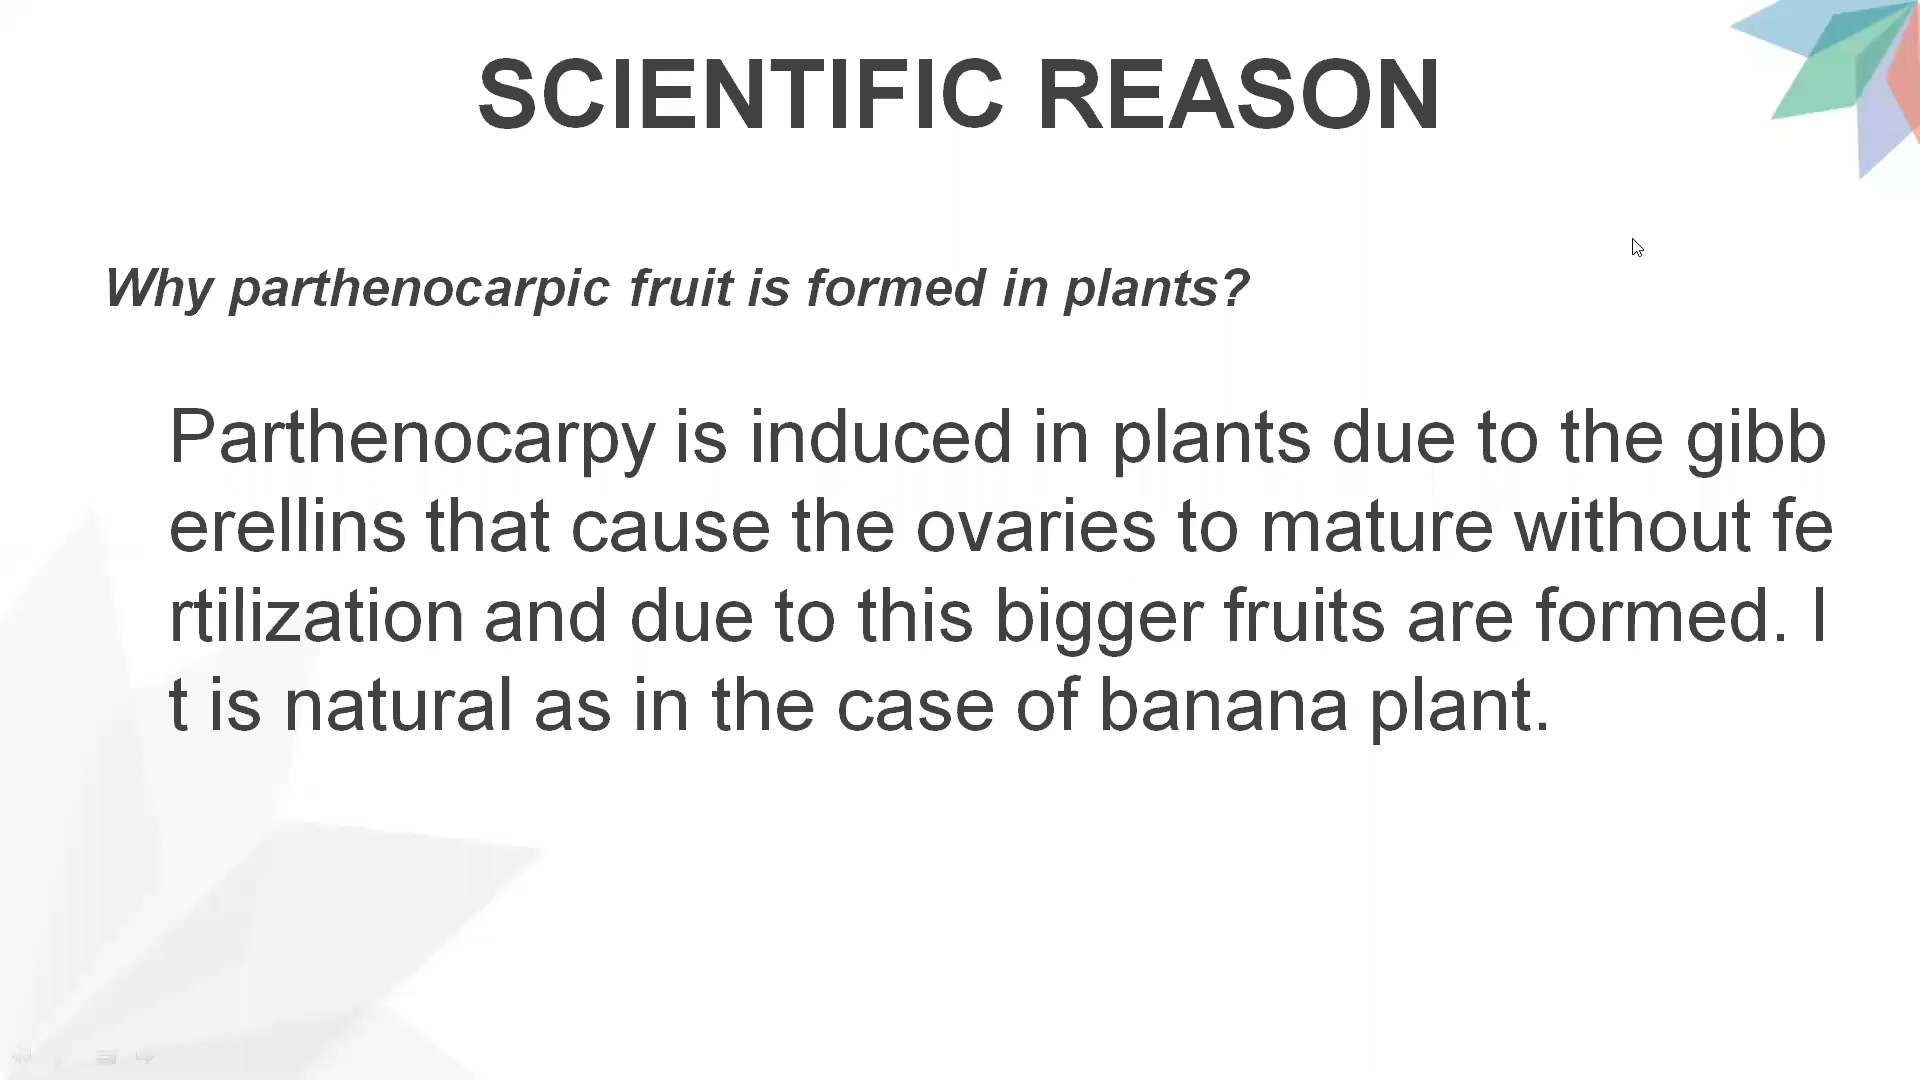 SCIENTIFIC REASON
Why parthenocarpic fruit is formed in plants?
Parthenocarpy is induced in plants due to the gibb
erellins that cause the ovaries to mature without fe
rtilization and due to this bigger fruits are formed. I
t is natural as in the case of banana plant.